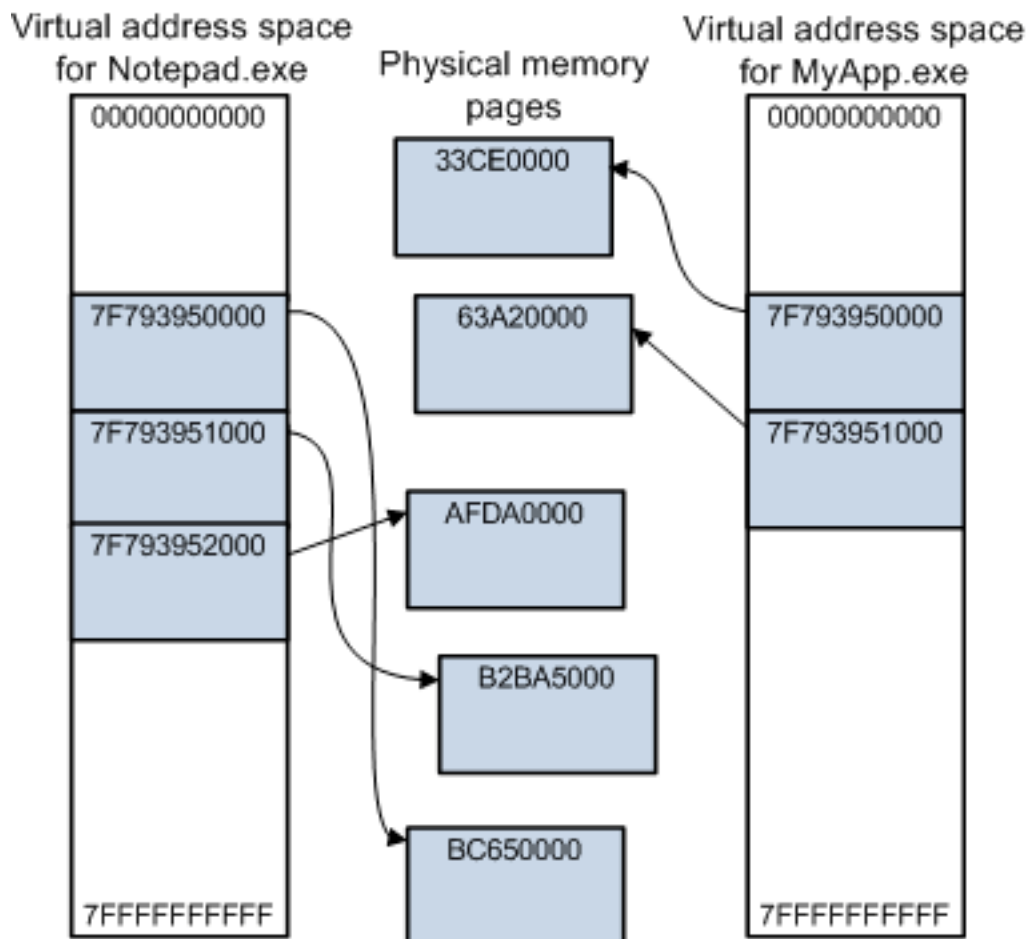 Virtual address space
for Notepad.exe
00000000000
7F793950000
7F793951000
7F793952000
7FFFFFFFFFF
Physical memory
pages
33CE0000
63A20000
AFDA0000
B2BA5000
BC650000
Virtual address space
for MyApp.exe
00000000000
7F793950000
7F793951000
7FFFFFFFFFF